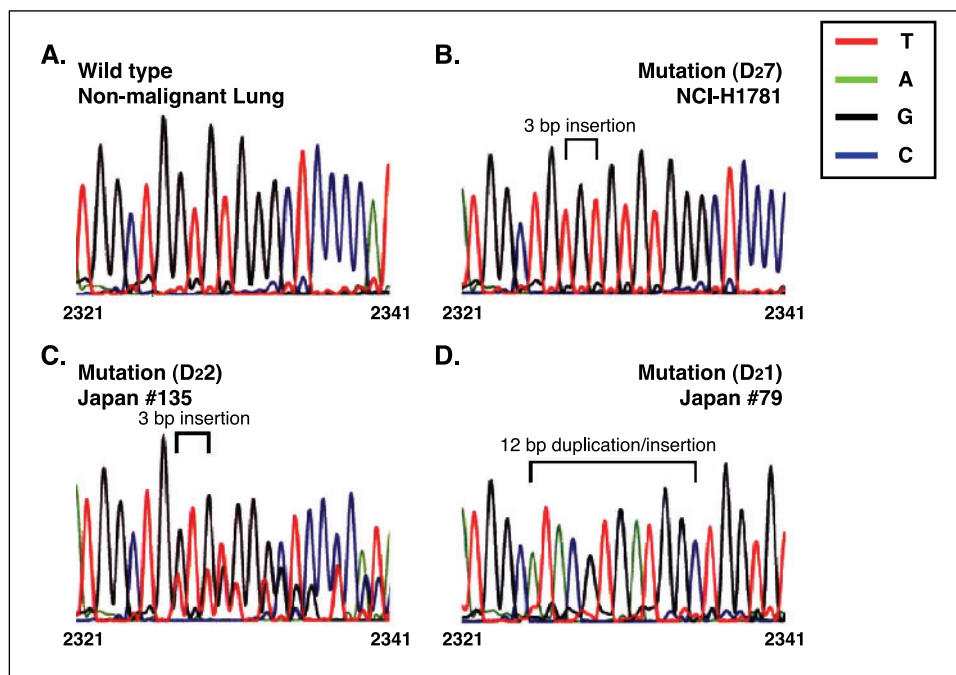 A.
Wild type
Non-malignant Lung
2321
2341
B.
Mutation (D₂7)
NCI-H1781
3 bp insertion
2321
2341
T
A
G
C
C.
Mutation (D₂2)
Japan #135
3 bp insertion
2321
2341
D.
Mutation (D₂1)
Japan #79
12 bp duplication/insertion
2321
2341